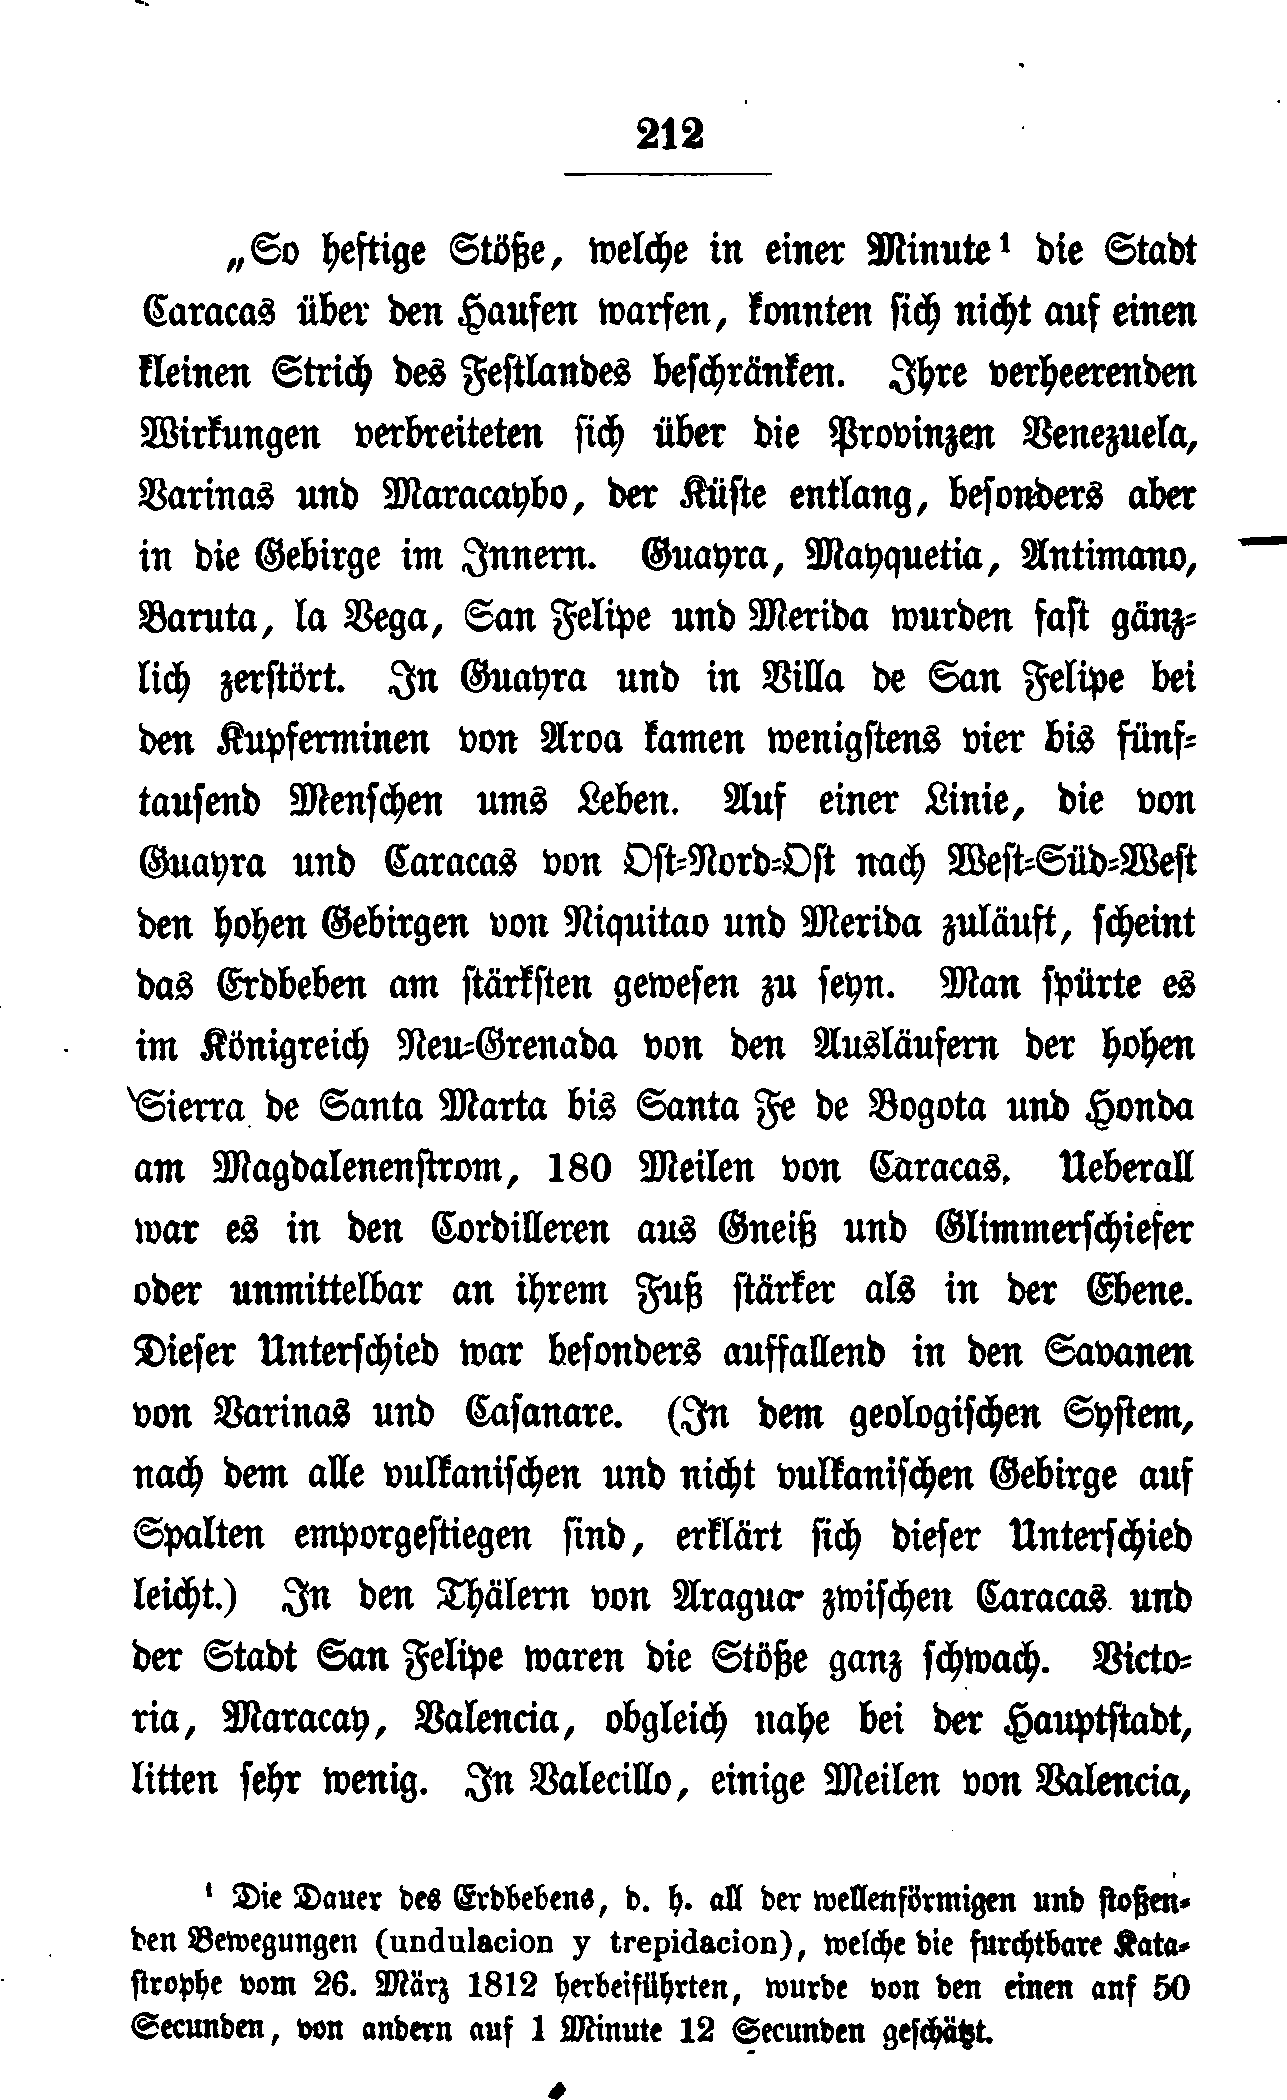 212
„So heftige Stöße, welche in einer Minute¹ die Stadt
Caracas über den Haufen warfen, konnten sich nicht auf einen
kleinen Strich des Festlandes beschränken. Ihre verheerenden
Wirkungen verbreiteten sich über die Provinzen Venezuela,
Varinas und Maracaybo, der Küste entlang, besonders aber
in die Gebirge im Innern. Guayra, Mayquetia, Antimano,
Baruta, la Vega, San Felipe und Merida wurden fast gänz-
lich zerstört. In Guayra und in Villa de San Felipe bei
den Kupferminen von Aroa kamen wenigstens vier bis fünf-
tausend Menschen ums Leben. Auf einer Linie, die von
Guayra und Caracas von Ost-Nord-Ost nach West-Süd-West
den hohen Gebirgen von Niquitao und Merida zuläuft, scheint
das Erdbeben am stärksten gewesen zu seyn. Man spürte es
im Königreich Neu-Grenada von den Ausläufern der hohen
Sierra de Santa Marta bis Santa Fe de Bogota und Honda
am Magdalenenstrom, 180 Meilen von Caracas. Ueberall
war es in den Cordilleren aus Gneiß und Glimmerschiefer
oder unmittelbar an ihrem Fuß stärker als in der Ebene.
Dieser Unterschied war besonders auffallend in den Savanen
von Varinas und Casanare. (In dem geologischen System,
nach dem alle vulkanischen und nicht vulkanischen Gebirge auf
Spalten emporgestiegen sind, erklärt sich dieser Unterschied
leicht.) In den Thälern von Aragua zwischen Caracas und
der Stadt San Felipe waren die Stöße ganz schwach. Victo-
ria, Maracay, Valencia, obgleich nahe bei der Hauptstadt,
litten sehr wenig. In Valecillo, einige Meilen von Valencia,
¹ Die Dauer des Erdbebens, d. h. all der wellenförmigen und stoßen-
den Bewegungen (undulacion y trepidacion), welche die furchtbare Kata-
strophe vom 26. März 1812 herbeiführten, wurde von den einen anf 50
Secunden, von andern auf 1 Minute 12 Secunden geschätzt.